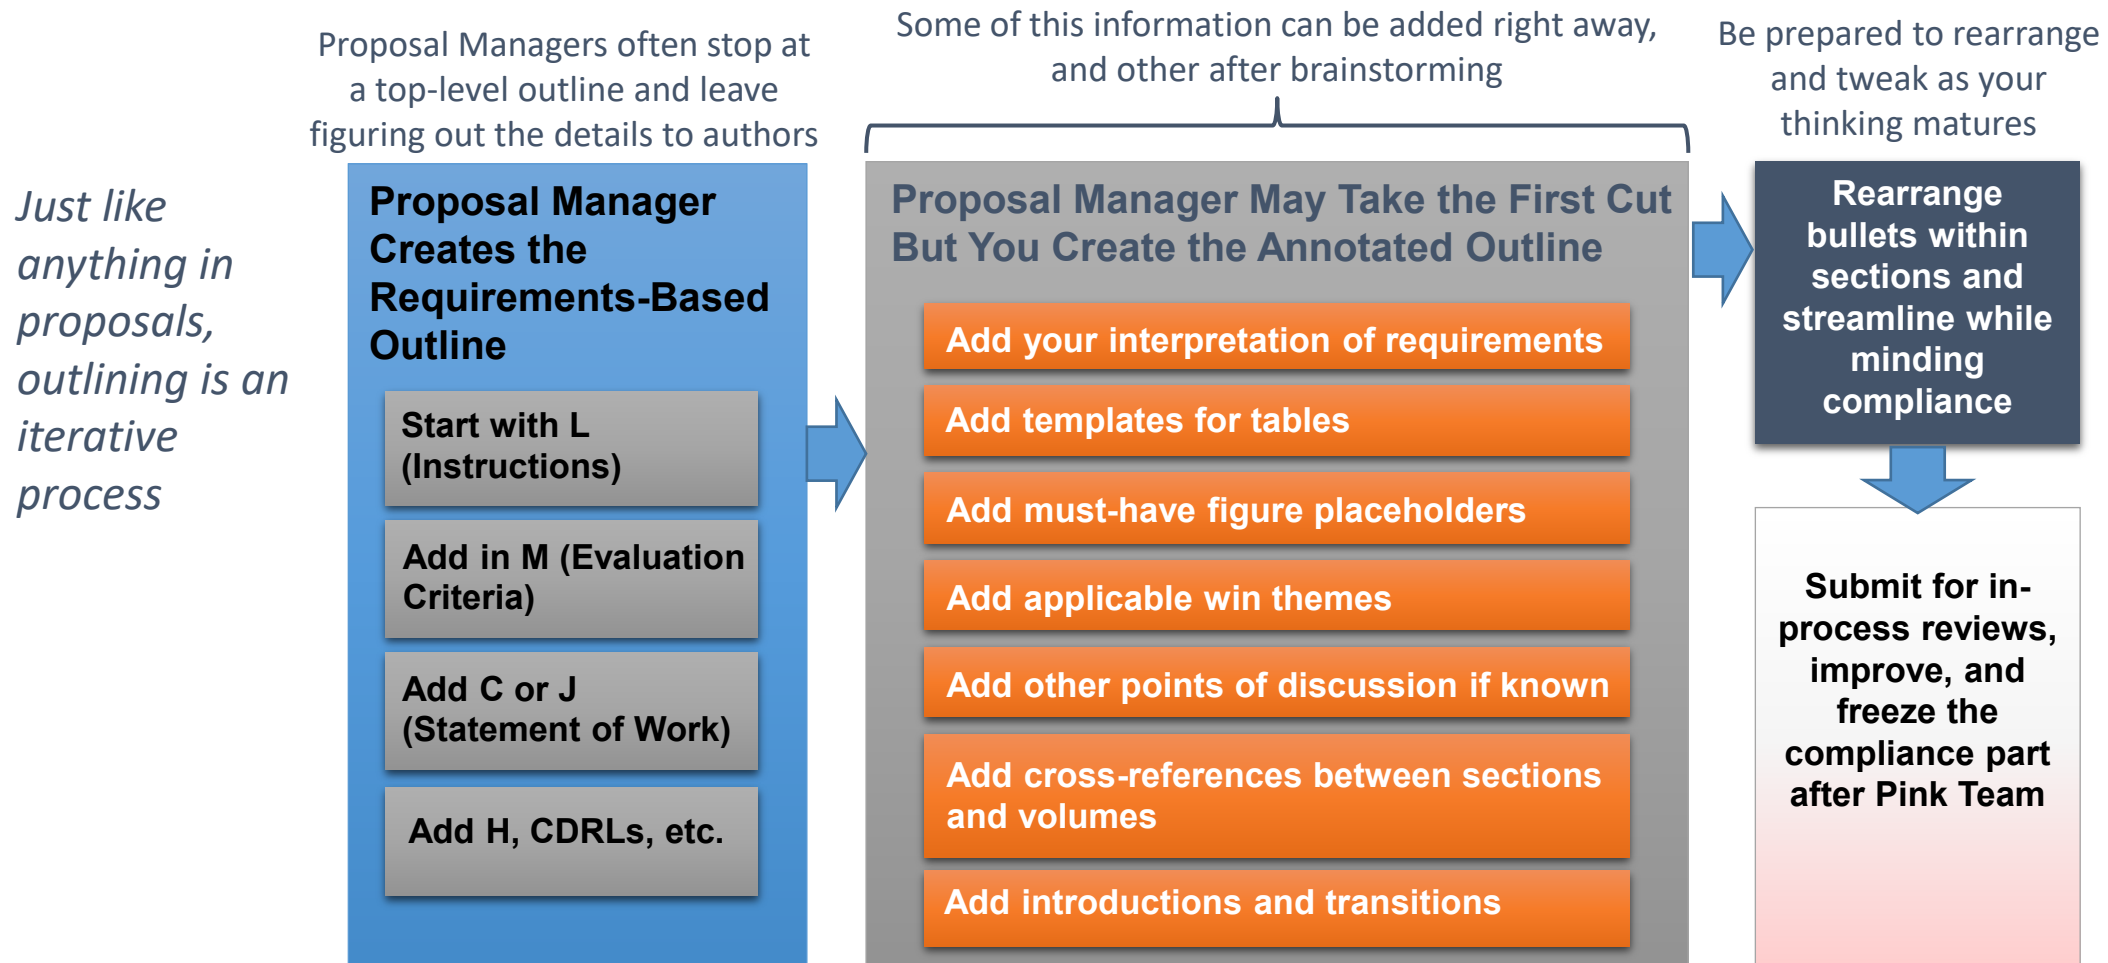 Just like
anything in
proposals,
outlining is an
iterative
process
Proposal Managers often stop at
a top-level outline and leave
figuring out the details to authors
Proposal Manager
Creates the
Requirements-Based
Outline
Start with L
(Instructions)
Add in M (Evaluation
Criteria)
Add C or J
(Statement of Work)
Add H, CDRLs, etc.
Some of this information can be added right away,
and other after brainstorming
Proposal Manager May Take the First Cut
But You Create the Annotated Outline
Add your interpretation of requirements
Add templates for tables
Add must-have figure placeholders
Add applicable win themes
Add other points of discussion if known
Add cross-references between sections
and volumes
Add introductions and transitions
Be prepared to rearrange
and tweak as your
thinking matures
Rearrange
bullets within
sections and
streamline while
minding
compliance
Submit for in-
process reviews,
improve, and
freeze the
compliance part
after Pink Team